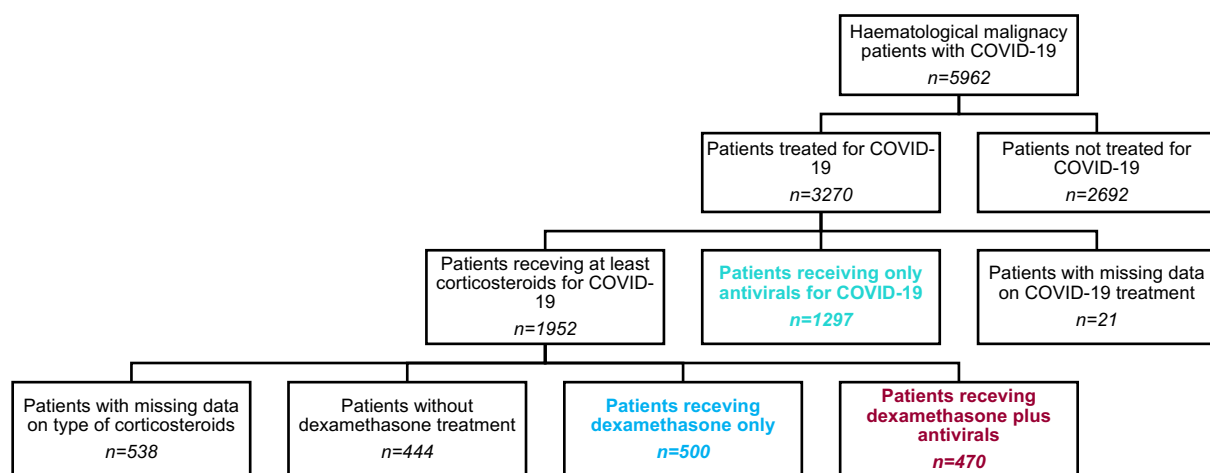 Haematological malignacy
patients with COVID-19
n=5962
Patients treated for COVID-
19
n=3270
Patients not treated for
COVID-19
n=2692
Patients receving at least
corticosteroids for COVID-
19
n=1952
Patients receiving only
antivirals for COVID-19
n=1297
Patients with missing data
on COVID-19 treatment
n=21
Patients with missing data
on type of corticosteroids
n=538
Patients without
dexamethasone treatment
n=444
Patients receving
dexamethasone only
n=500
Patients receving
dexamethasone plus
antivirals
n=470